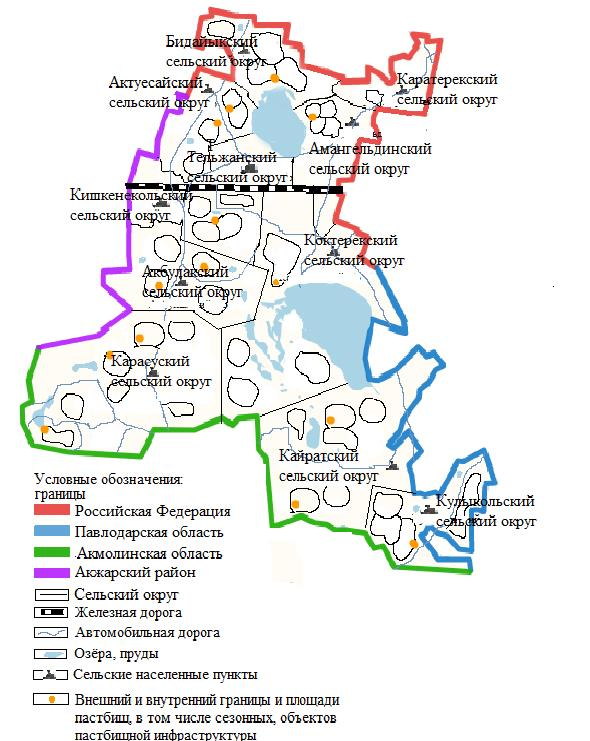 Бидайыкский
сельский округ
Актуесайский
сельский округ
Каратерекский
сельский округ
Амангельдинский
сельский округ
Тельжанский
сельский округ
Кишкенекольский
сельский округ
Коктерекский
сельский округ
Акбулакский
сельский округ
Карасуский
сельский округ
Кайратский
сельский округ
Кулыкольский
сельский округ
Условные обозначения:
границы
Российская Федерация
Павлодарская область
Акмолинская область
Акжарский район
Сельский округ
Железная дорога
Автомобильная дорога
Озёра, пруды
Сельские населенные пункты
Внешний и внутренний границы и площади
пастбищ, в том числе сезонных, объектов
пастбищной инфраструктуры